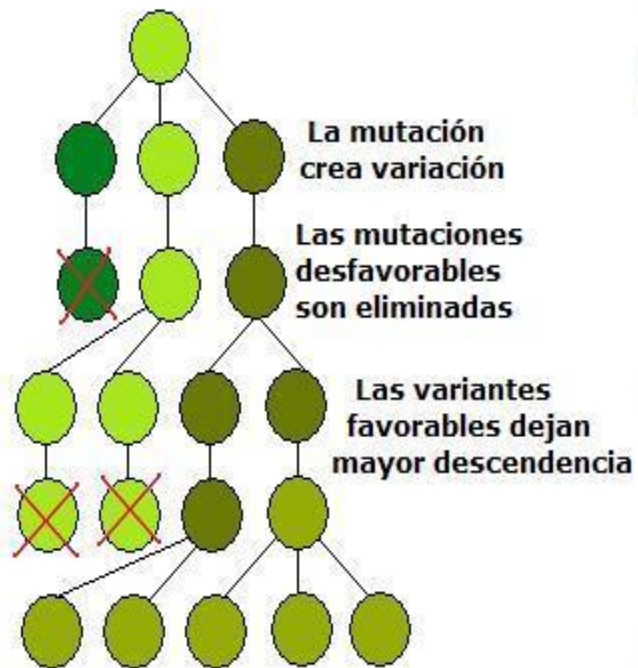 La mutación
crea variación
Las mutaciones
desfavorables
son eliminadas
Las variantes
favorables dejan
mayor descendencia